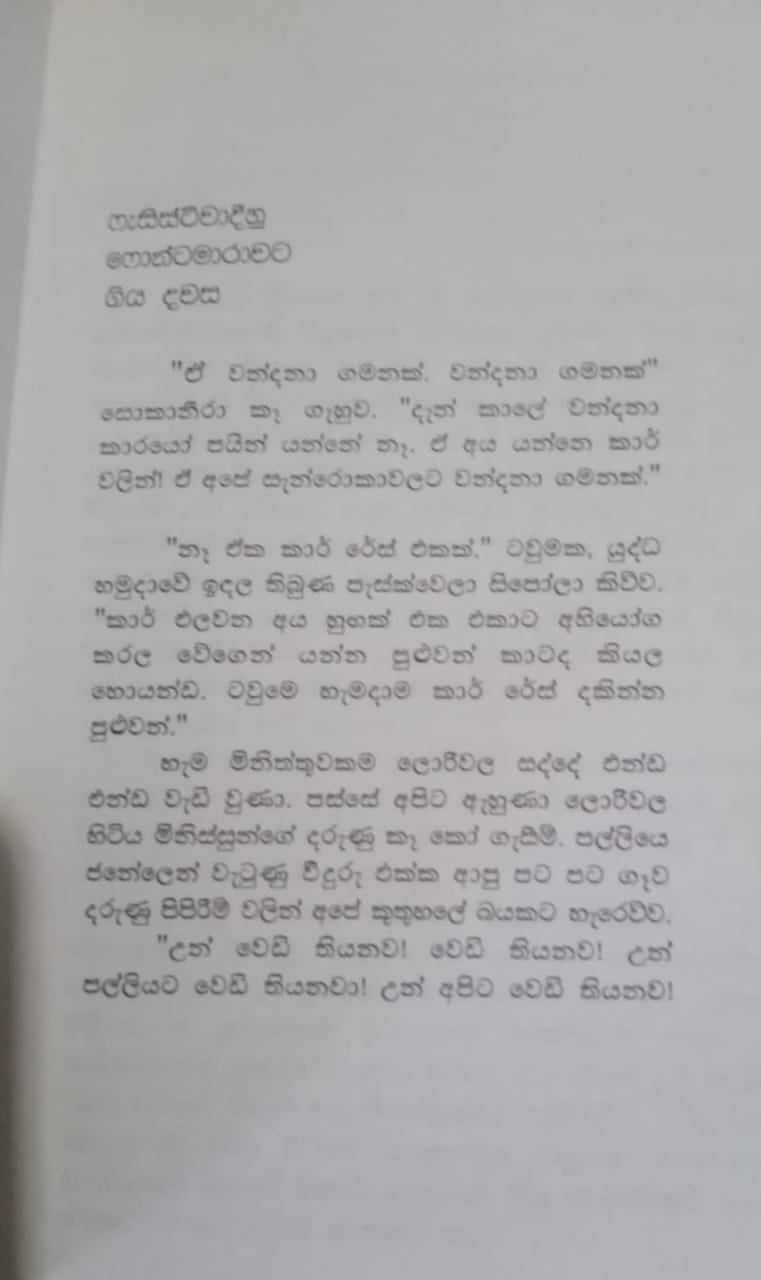 ෆැසිස්ට්වාදීහු
ෆොන්ටමාරාවට
ගිය දවස
"ඒ වන්දනා ගමනක්. වන්දනා ගමනක්"
සොකානීරා කෑ ගැහුව. "දැන් කාලේ වන්දනා
කාරයෝ පයින් යන්නේ නෑ. ඒ අය යන්නෙ කාර්
වලින්! ඒ අපේ සැන්රොකාවලට වන්දනා ගමනක්."
"නෑ ඒක කාර් රේස් එකක්." ටවුමක, යුද්ධ
හමුදාවේ ඉදල තිබුණ පැස්ක්වෙලා සිපෝලා කිව්ව.
"කාර් එලවන අය හුඟක් එක එකාට අභියෝග
කරල වේගෙන් යන්න පුළුවන් කාටද කියල
හොයන්ඩ. ටවුමෙ හැමදාම කාර් රේස් දකින්න
පුළුවන්."
හැම මිනිත්තුවකම ලොරිවල සද්දේ එන්ඩ
එන්ඩ වැඩි වුණා. පස්සේ අපිට ඇහුණා ලොරිවල
හිටිය මිනිස්සුන්ගේ දරුණු කෑ කෝ ගැසීම්. පල්ලියෙ
ජනේලෙන් වැටුණු වීදුරු එක්ක ආපු පට පට ගෑව
දරුණු පිපිරීම් වලින් අපේ කුතුහලේ බයකට හැරෙව්ව.
"උන් වෙඩි තියනව! වෙඩි තියනව! උන්
පල්ලියට වෙඩි තියනවා! උන් අපිට වෙඩි තියනව!